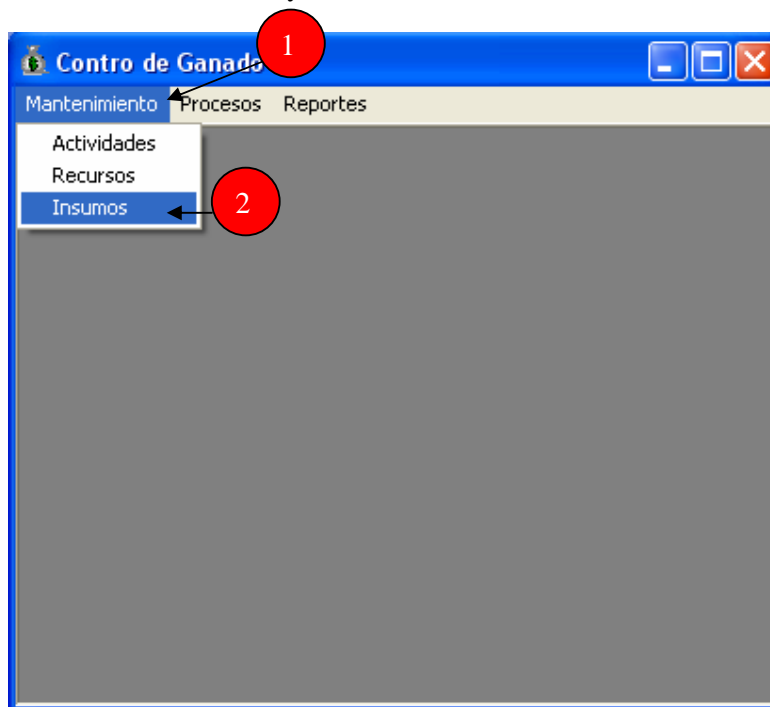 1
Contro de Ganado
Mantenimiento Procesos Reportes
Actividades
Recursos
Insumos
2